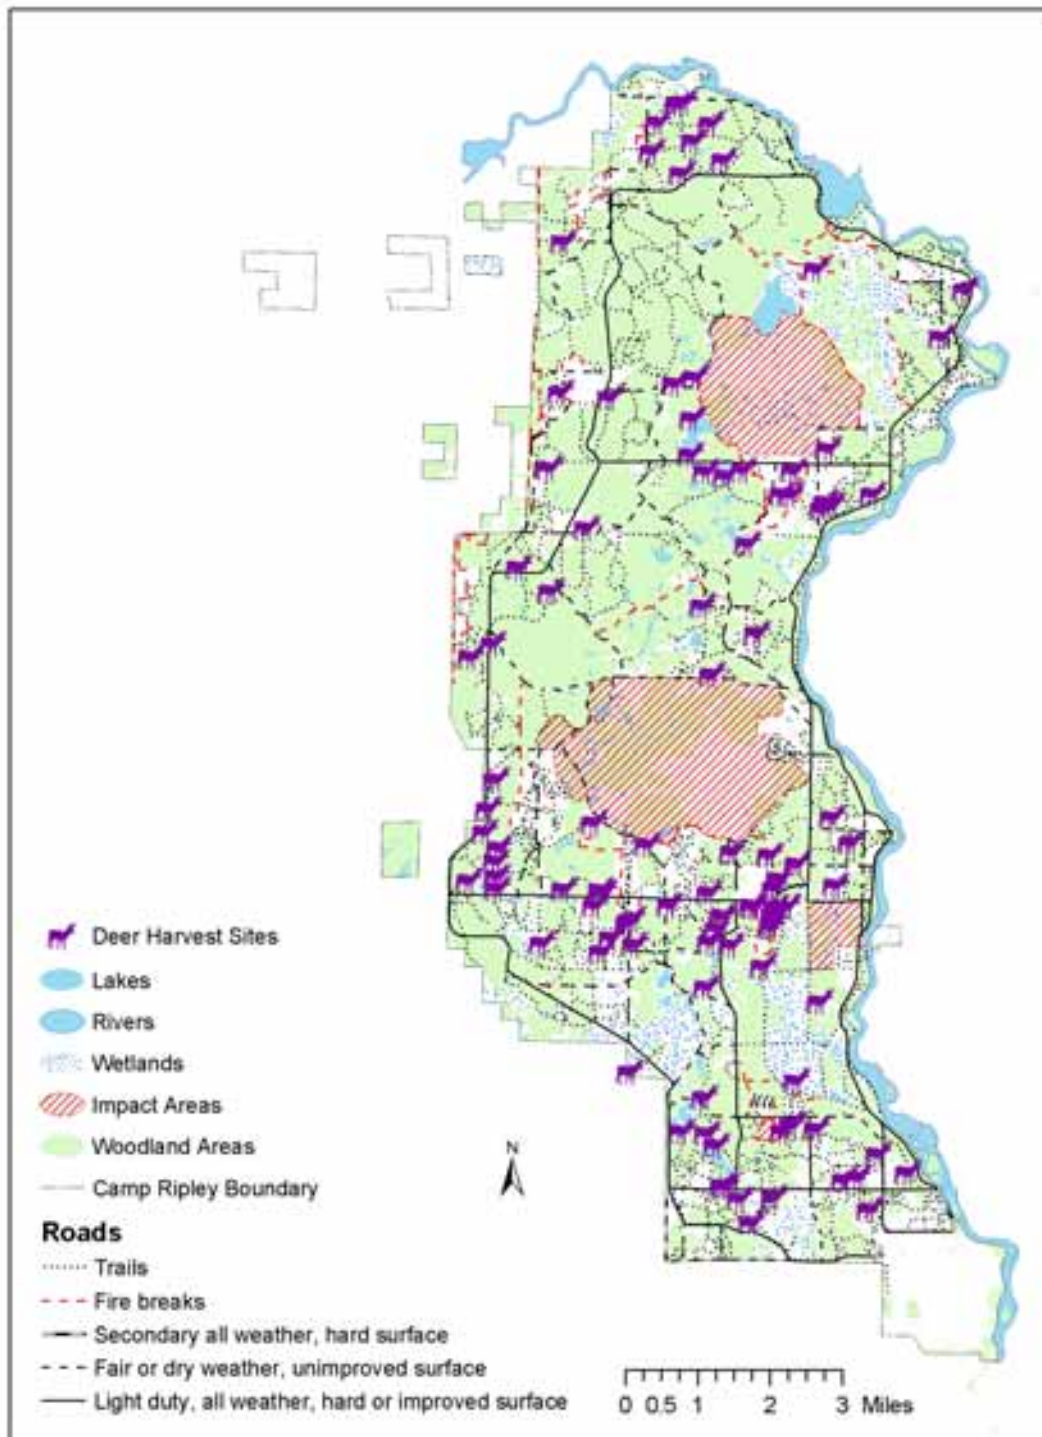 Deer Harvest Sites
Lakes
Rivers
Wetlands
Impact Areas
Woodland Areas
Camp Ripley Boundary
N
Roads
Trails
Fire breaks
Secondary all weather, hard surface
Fair or dry weather, unimproved surface
Light duty, all weather, hard or improved surface
0 0.5 1 2 3 Miles